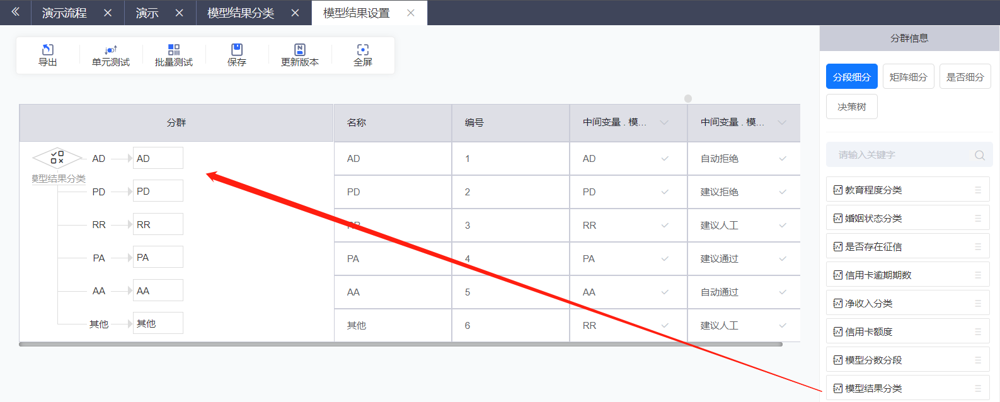 演示流程
演示
模型结果分类
模型结果设置
导出
单元测试
批量测试
保存
更新版本
全屏
分群 名称 编号 中间变量 . 模... 中间变量 . 模...
AD AD AD 1 AD 自动拒绝
模型结果分类
PD PD PD 2 PD 建议拒绝
RR RR RR 3 RR 建议人工
PA PA PA 4 PA 建议通过
AA AA AA 5 AA 自动通过
其他 其他 其他 6 RR 建议人工
分群信息
分段细分 矩阵细分 是否细分
决策树
请输入关键字
教育程度分类
婚姻状态分类
是否存在征信
信用卡逾期期数
净收入分类
信用卡额度
模型分数分段
模型结果分类